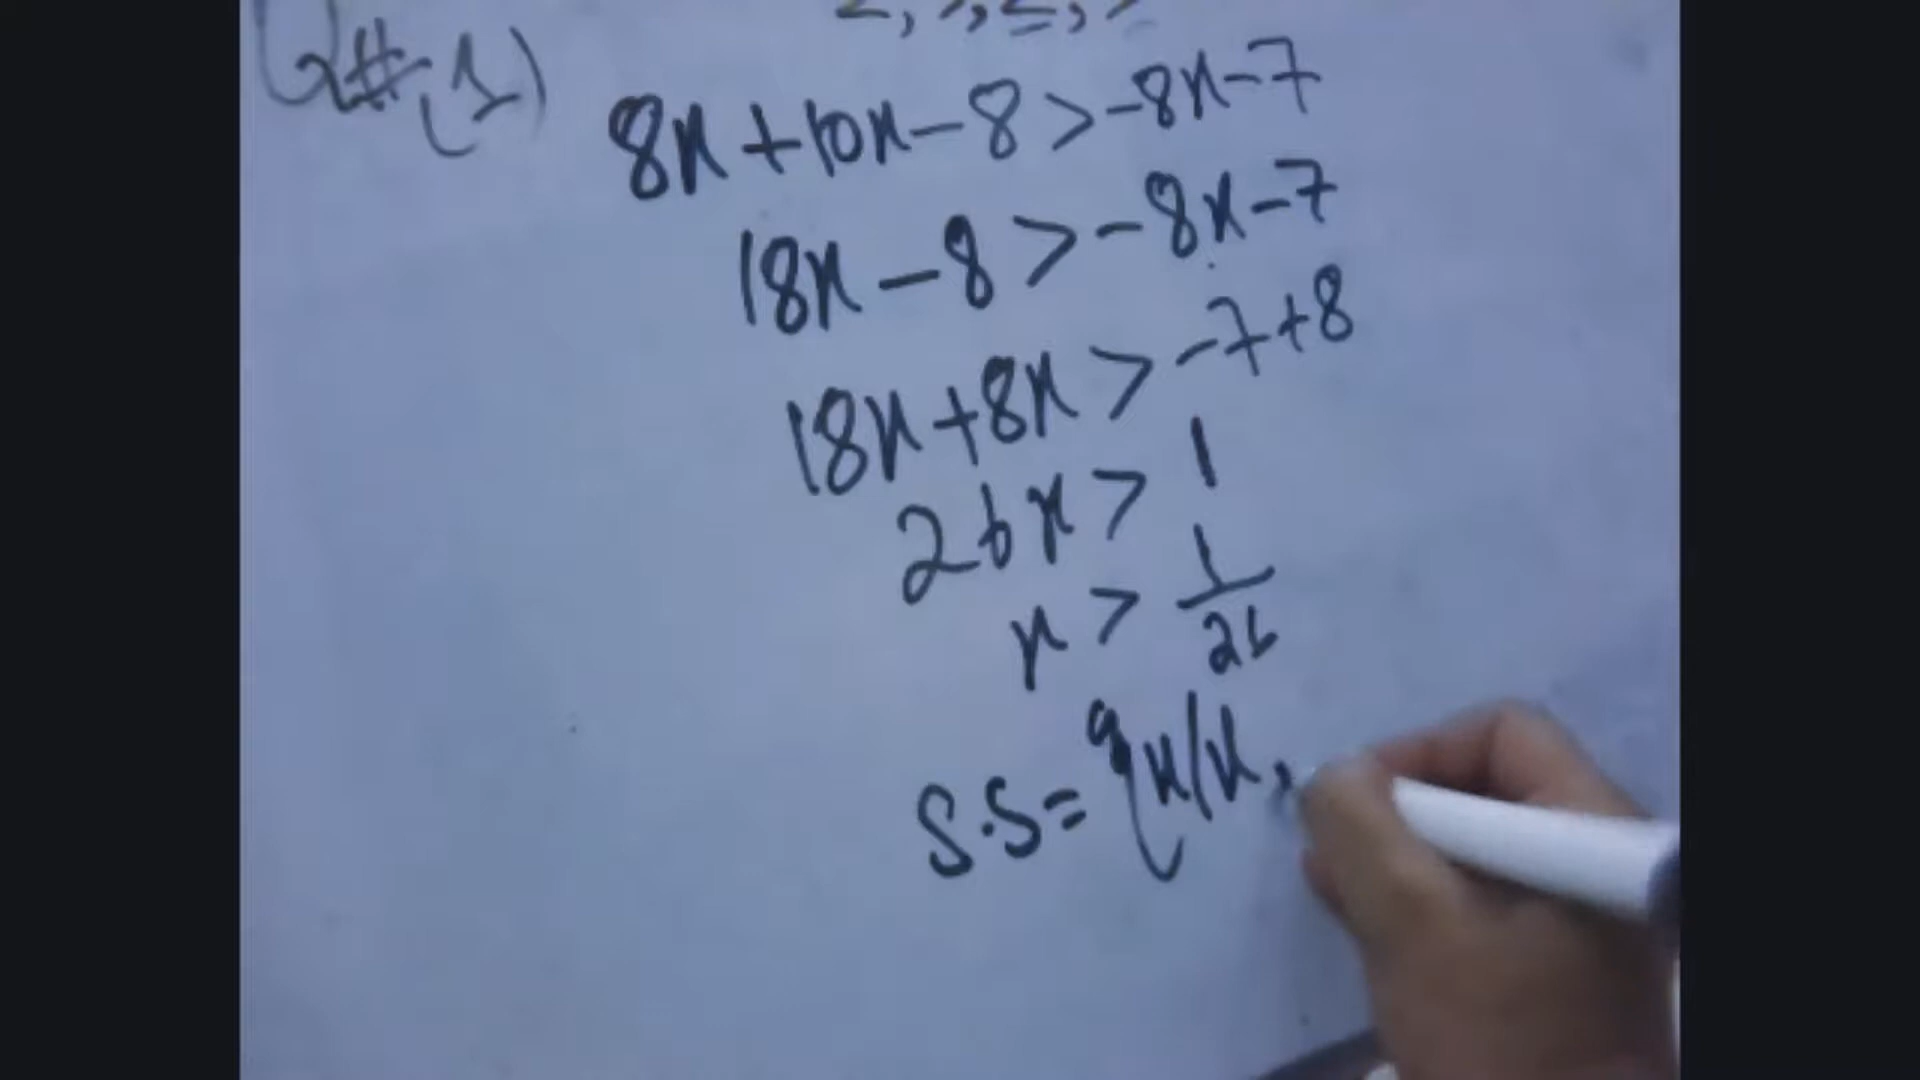 Q#(1)
8x+10x-8>-8x-7
18x-8>-8x-7
18x+8x>-7+8
26x>1
x>1/26
S.S={x/x,